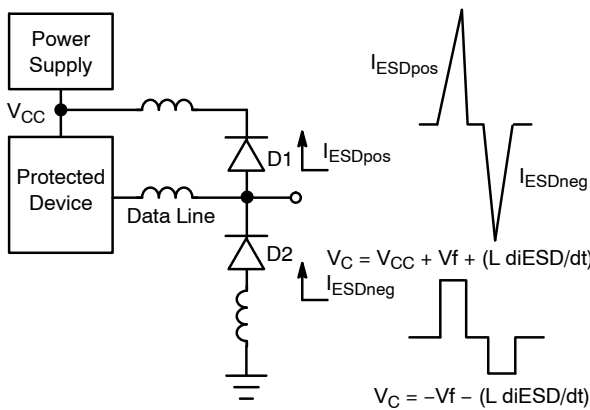 Power
Supply
VCC
Protected
Device
Data Line
D1
IESDpos
D2
IESDneg
IESDpos
IESDneg
VC = VCC + Vf + (L diESD/dt)
VC = −Vf − (L diESD/dt)